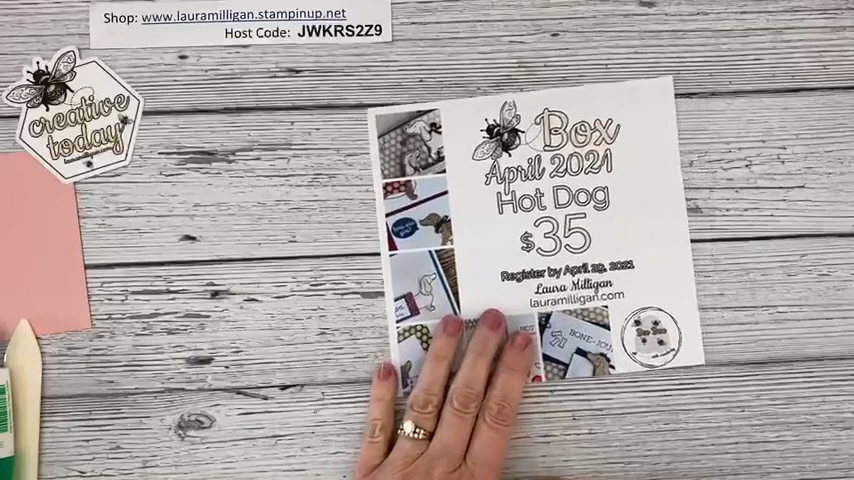 Shop: www.lauramilligan.stampinup.net
Host Code: JWKRS2Z9
creative
today
Box
April 2021
Hot Dog
$35
Register by April 29, 2021
Laura Milligan
lauramilligan.com
BONE-JOU